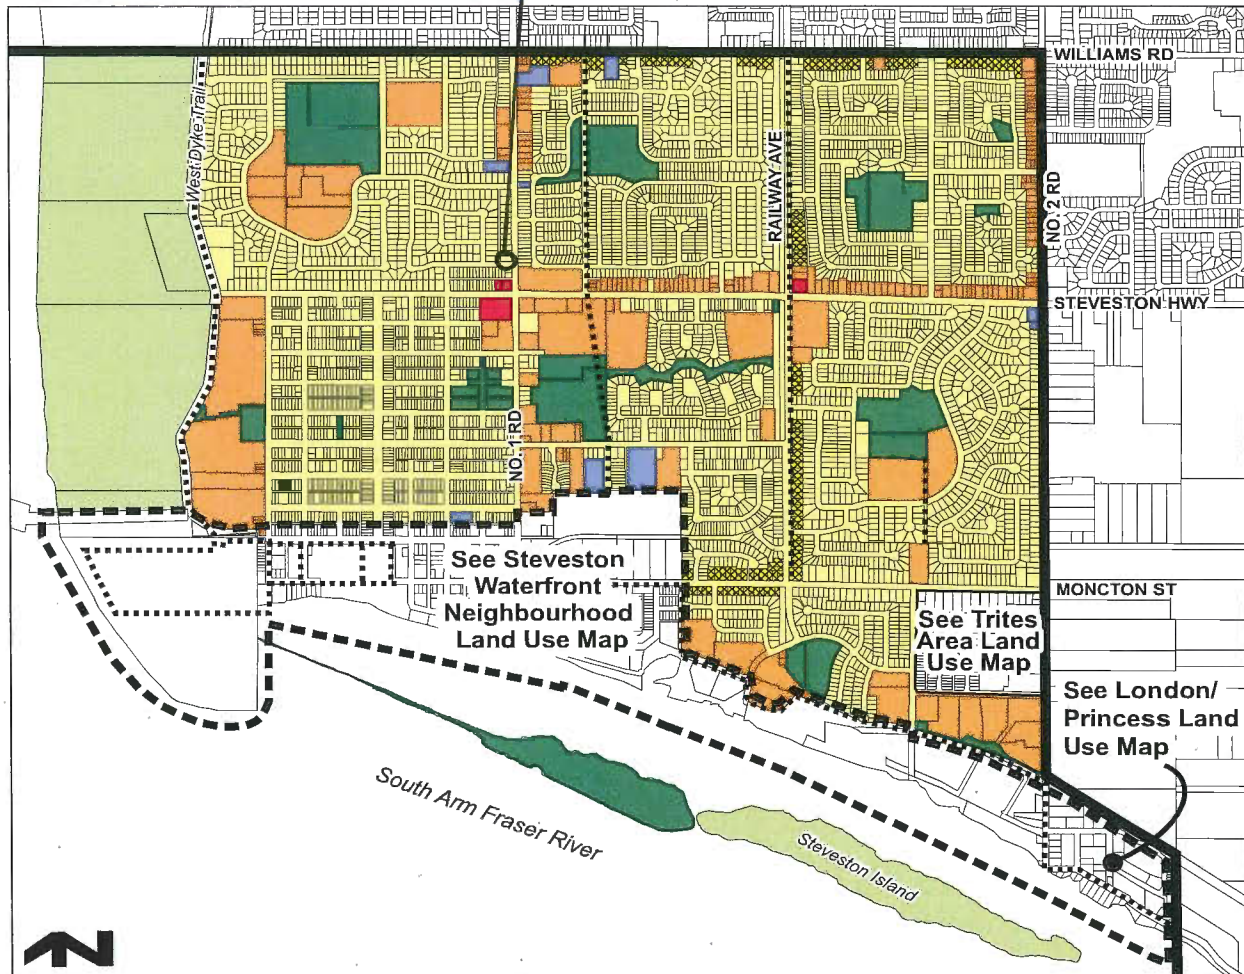 WILLIAMS RD
West Dyke Trail
RAILWAY AVE
NO. 2 RD
STEVESTON HWY
NO. 1 RD
See Steveston
Waterfront
Neighbourhood
Land Use Map
MONCTON ST
See Trites
Area Land
Use Map
See London/
Princess Land
Use Map
South Arm Fraser River
Steveston Island
N